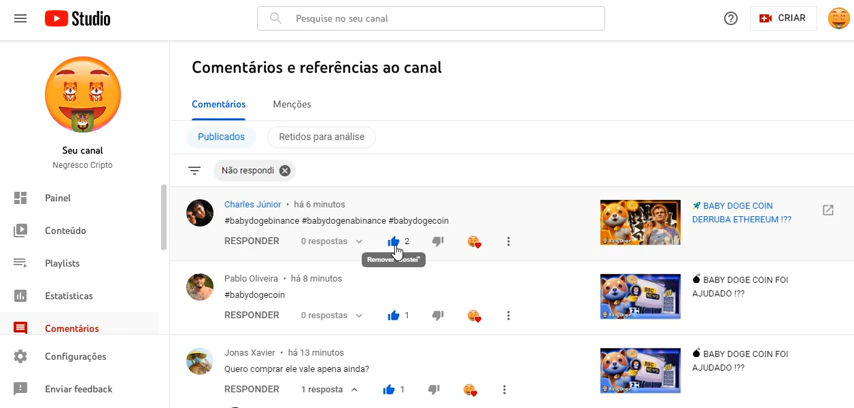 Studio
Pesquise no seu canal
CRIAR
Comentários e referências ao canal
Seu canal
Negresco Cripto
Painel
Conteúdo
Playlists
Estatísticas
Comentários
Configurações
Enviar feedback
Comentários
Menções
Publicados
Retidos para análise
Não respondi
Charles Júnior • há 6 minutos
#babydogebinance #babydogenabinance #babydogecoin
RESPONDER 0 respostas 2
Remover "Gostei"
BABY DOGE COIN
DERRUBA ETHEREUM !??
Pablo Oliveira • há 8 minutos
#babydogecoin
RESPONDER 0 respostas 1
BABY DOGE COIN FOI
AJUDADO !??
Jonas Xavier • há 13 minutos
Quero comprar ele vale apena ainda?
RESPONDER 1 resposta 1
BABY DOGE COIN FOI
AJUDADO !??